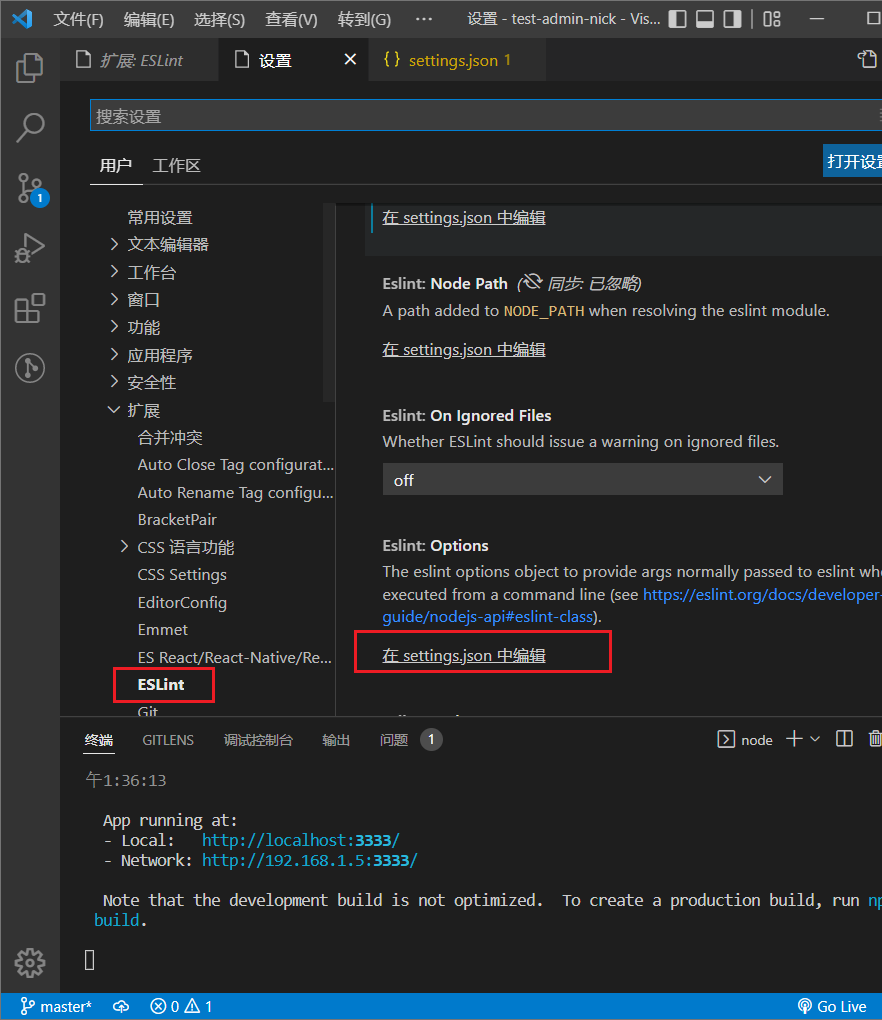 文件(F) 编辑(E) 选择(S) 查看(V) 转到(G) ··· 设置 - test-admin-nick - Vis...
扩展: ESLint 设置 {} settings.json 1
搜索设置
用户 工作区 打开设置
常用设置
文本编辑器
工作台
窗口
功能
应用程序
安全性
扩展
合并冲突
Auto Close Tag configurat...
Auto Rename Tag configu...
BracketPair
CSS 语言功能
CSS Settings
EditorConfig
Emmet
ES React/React-Native/Re...
ESLint
Git
在 settings.json 中编辑
Eslint: Node Path (同步: 已忽略)
A path added to NODE_PATH when resolving the eslint module.
在 settings.json 中编辑
Eslint: On Ignored Files
Whether ESLint should issue a warning on ignored files.
off
Eslint: Options
The eslint options object to provide args normally passed to eslint whe
executed from a command line (see https://eslint.org/docs/developer-
guide/nodejs-api#eslint-class).
在 settings.json 中编辑
终端 GITLENS 调试控制台 输出 问题 1 node
午1:36:13
App running at:
- Local: http://localhost:3333/
- Network: http://192.168.1.5:3333/
Note that the development build is not optimized. To create a production build, run np
build.
master* 0 1 Go Live
1